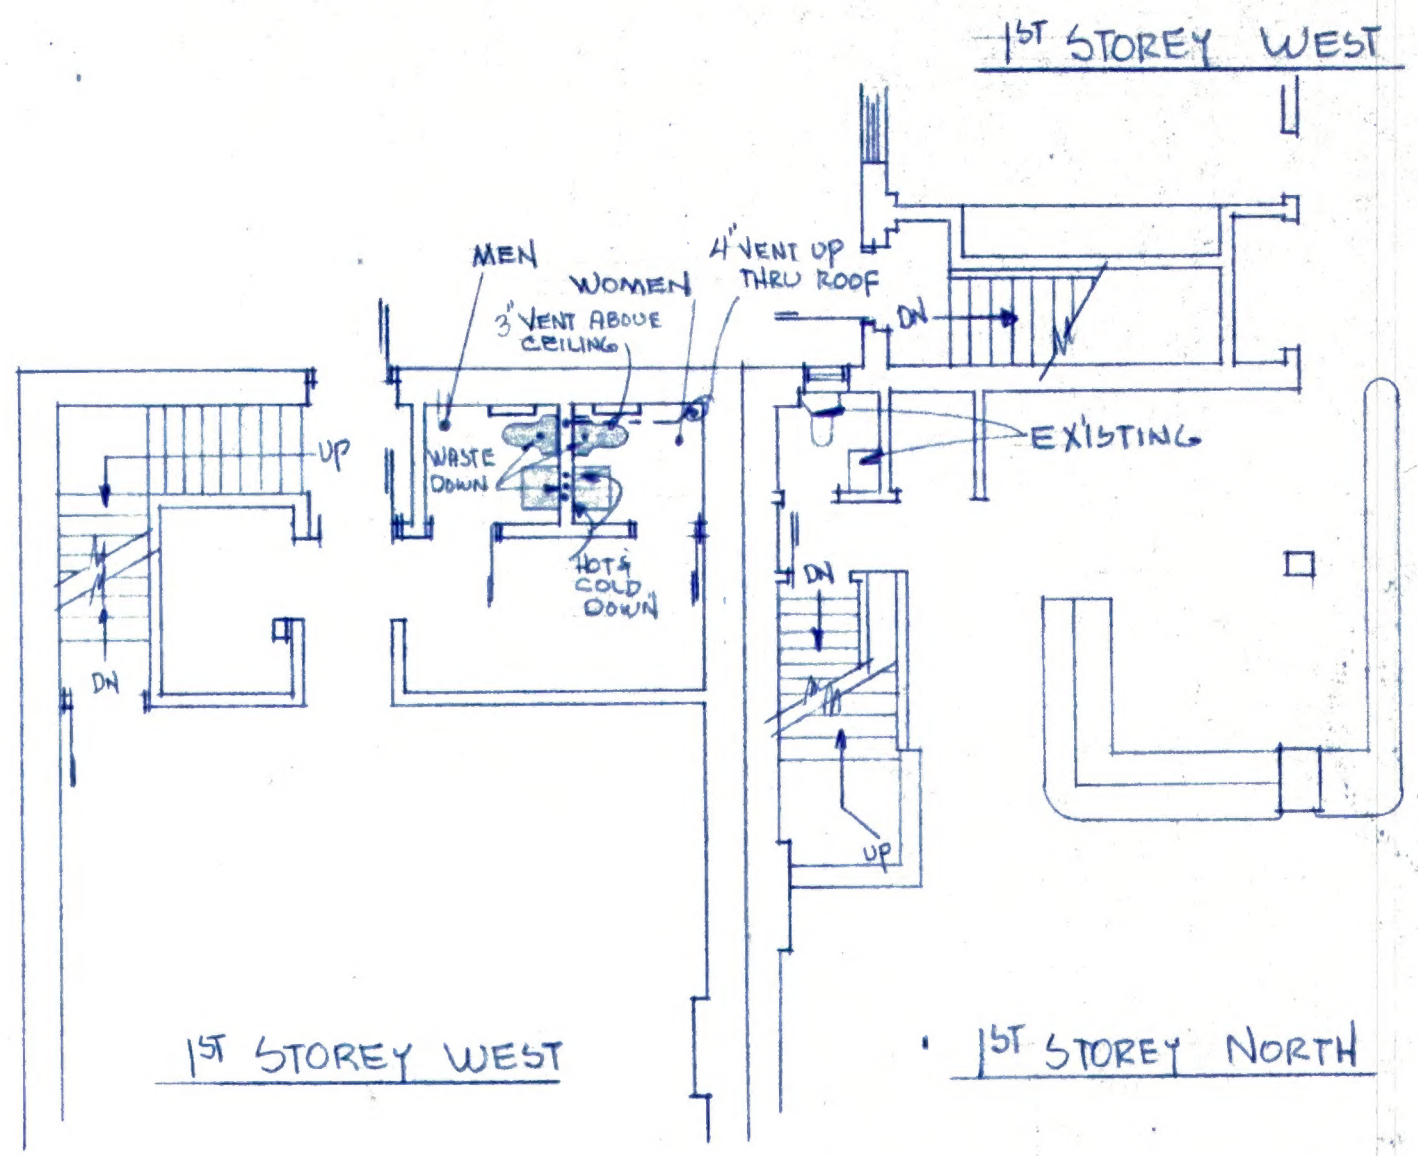 1ST STOREY WEST
MEN
WOMEN
4" VENT UP
THRU ROOF
3" VENT ABOVE
CEILING
DN
UP
WASTE
DOWN
EXISTING
HOT &
COLD
DOWN
DN
DN
UP
1ST STOREY WEST
1ST STOREY NORTH